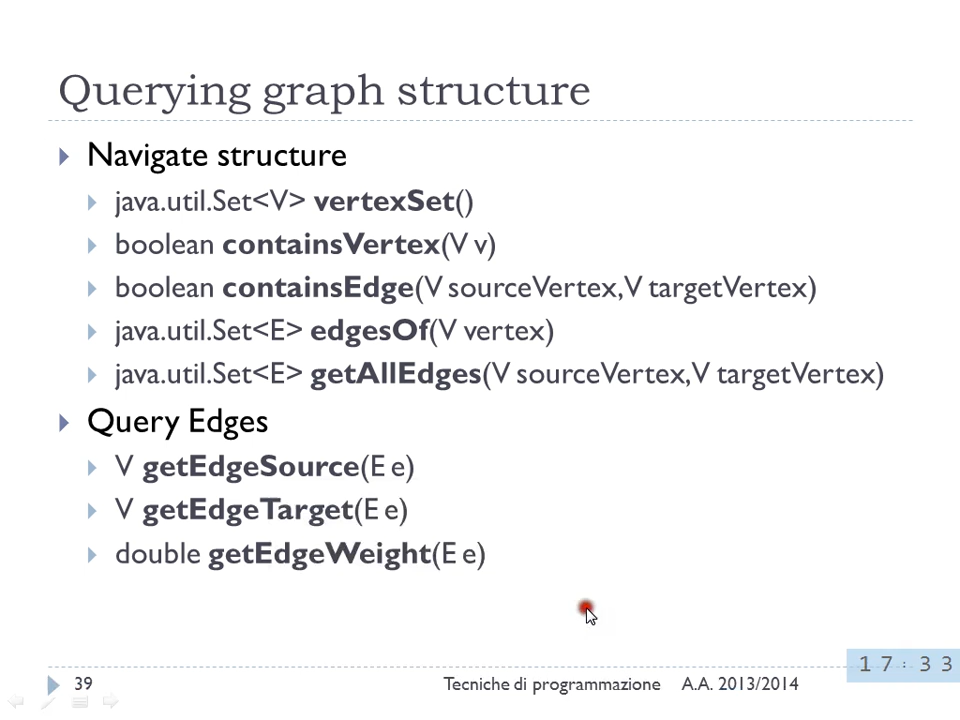 Querying graph structure
Navigate structure
java.util.Set<V> vertexSet()
boolean containsVertex(V v)
boolean containsEdge(V sourceVertex,V targetVertex)
java.util.Set<E> edgesOf(V vertex)
java.util.Set<E> getAllEdges(V sourceVertex,V targetVertex)
Query Edges
V getEdgeSource(E e)
V getEdgeTarget(E e)
double getEdgeWeight(E e)
39
Tecniche di programmazione A.A. 2013/2014
17:33